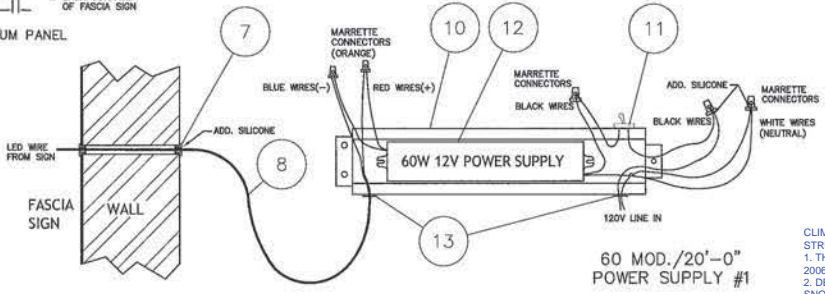 OF FASCIA SIGN
UM PANEL
7
10
12
11
MARRETTE
CONNECTORS
(ORANGE)
BLUE WIRES(-)
RED WIRES(+)
MARRETTE
CONNECTORS
BLACK WIRES
ADD. SILICONE
MARRETTE
CONNECTORS
BLACK WIRES
WHITE WIRES
(NEUTRAL)
ADD. SILICONE
LED WIRE
FROM SIGN
8
60W 12V POWER SUPPLY
FASCIA
SIGN
WALL
13
120V LINE IN
60 MOD./20'-0"
POWER SUPPLY #1
CLIM
STR
1. TH
2006
2. DE
SNO